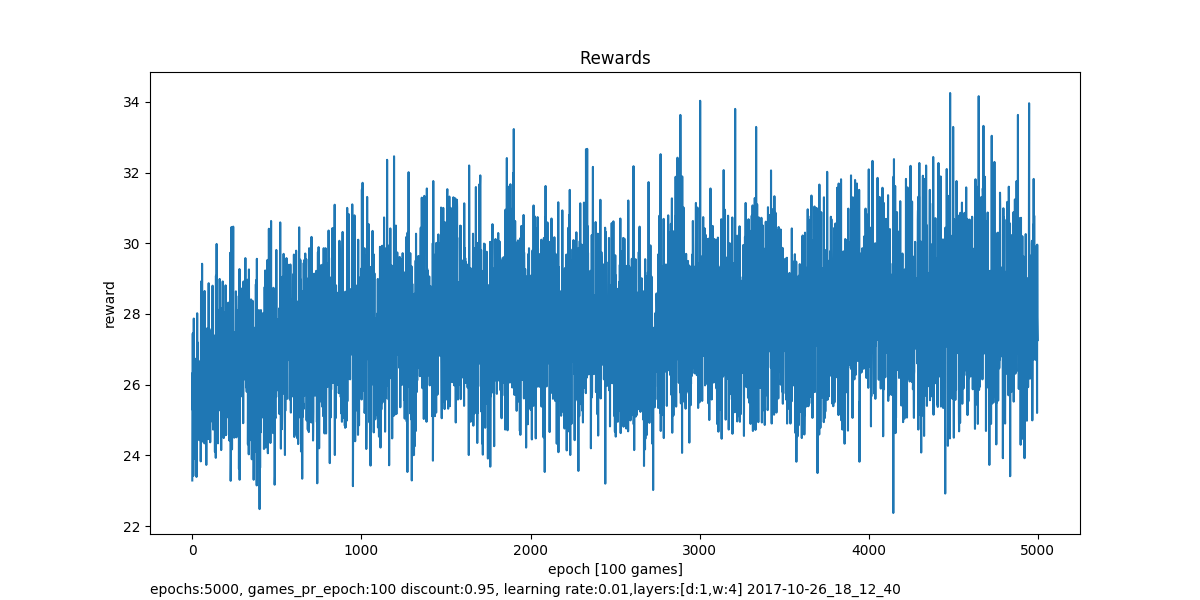 Rewards
34
32
30
28
26
24
22
reward
0 1000 2000 3000 4000 5000
epoch [100 games]
epochs:5000, games_pr_epoch:100 discount:0.95, learning rate:0.01,layers:[d:1,w:4] 2017-10-26_18_12_40